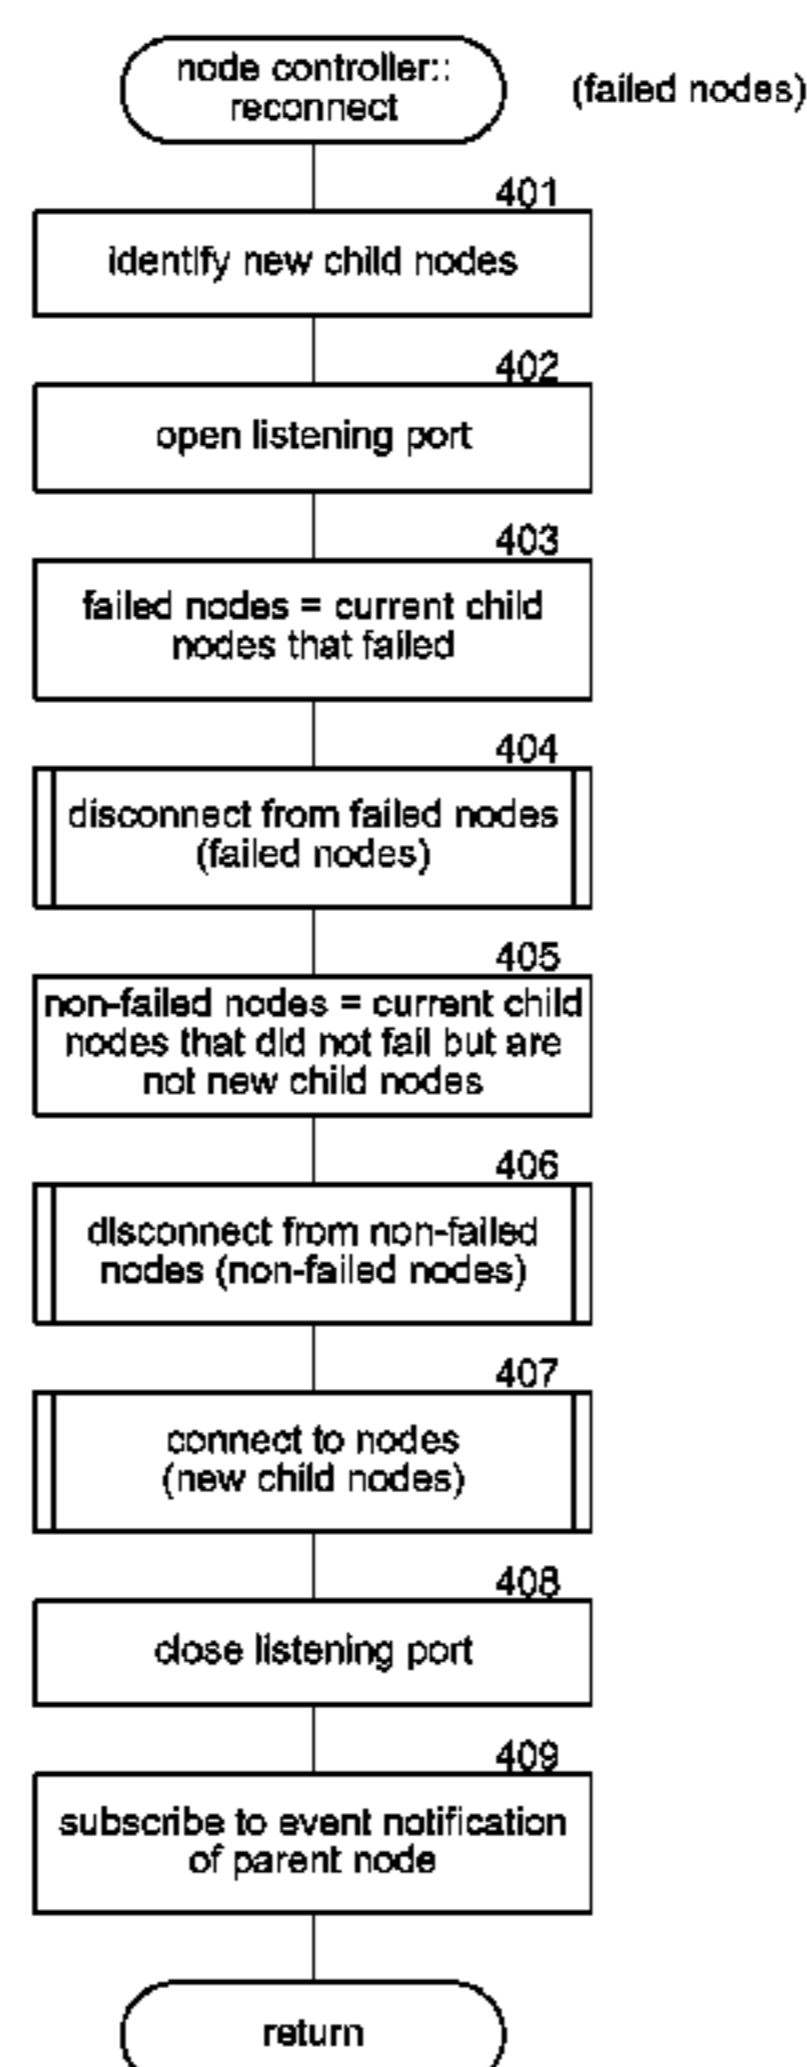 node controller::
reconnect
(failed nodes)
401
identify new child nodes
402
open listening port
403
failed nodes = current child
nodes that failed
404
disconnect from failed nodes
(failed nodes)
405
non-failed nodes = current child
nodes that did not fail but are
not new child nodes
406
disconnect from non-failed
nodes (non-failed nodes)
407
connect to nodes
(new child nodes)
408
close listening port
409
subscribe to event notification
of parent node
return